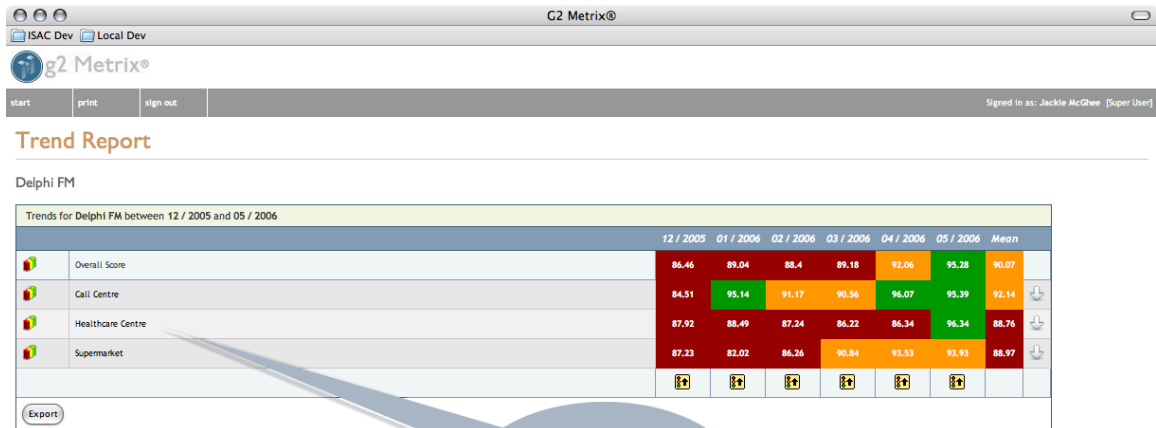 G2 Metrix®
ISAC Dev Local Dev
g2 Metrix®
start print sign out Signed in as: Jackie McGhee [Super User]
Trend Report
Delphi FM
Trends for Delphi FM between 12 / 2005 and 05 / 2006
12 / 2005 01 / 2006 02 / 2006 03 / 2006 04 / 2006 05 / 2006 Mean
Overall Score 86.46 89.04 88.4 89.18 92.06 95.28 90.07
Call Centre 84.51 95.14 91.17 90.56 96.07 95.39 92.14
Healthcare Centre 87.92 88.49 87.24 86.22 86.34 96.34 88.76
Supermarket 87.23 82.02 86.26 90.84 93.53 93.93 88.97
Export